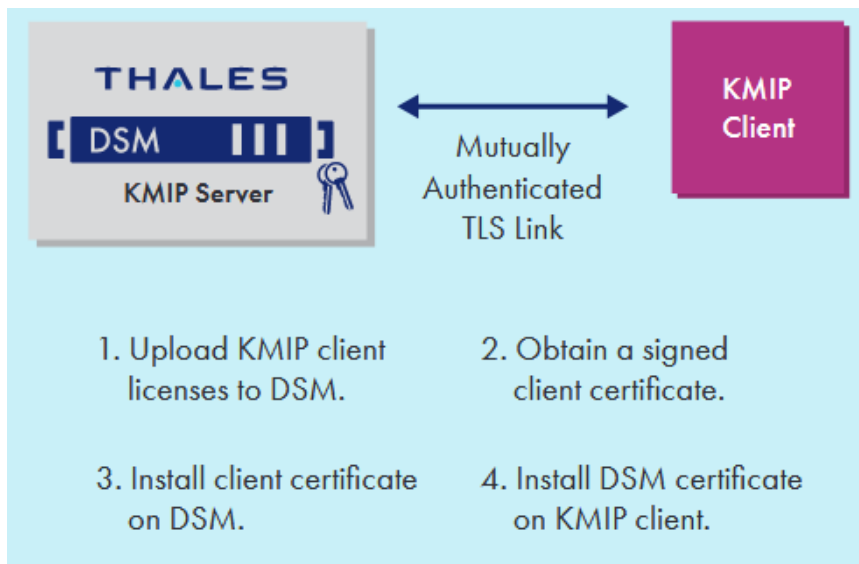 THALES
DSM
KMIP Server
Mutually
Authenticated
TLS Link
KMIP
Client
1. Upload KMIP client
licenses to DSM.
2. Obtain a signed
client certificate.
3. Install client certificate
on DSM.
4. Install DSM certificate
on KMIP client.